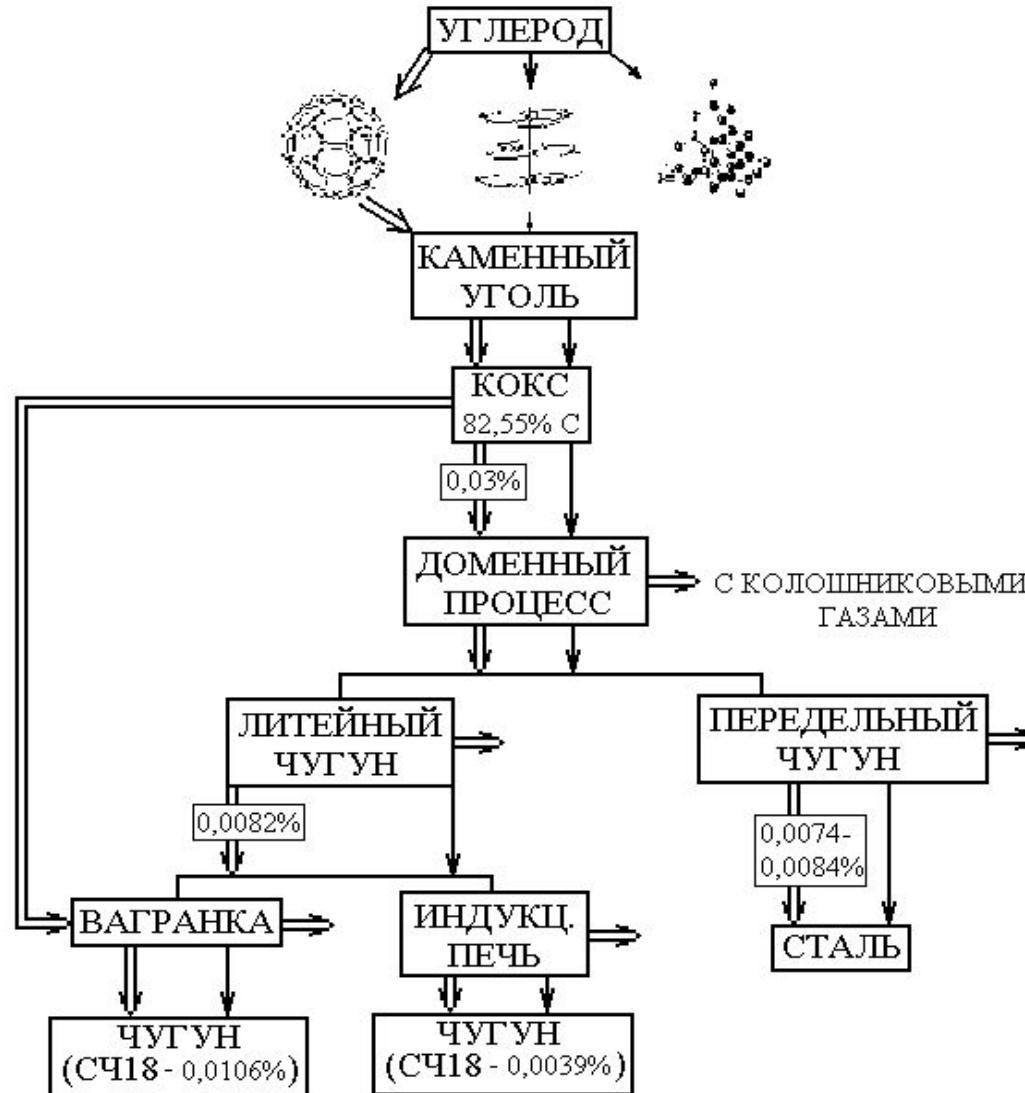 УГЛЕРОД
КАМЕННЫЙ
УГОЛЬ
КОКС
82,55% С
0,03%
ДОМЕННЫЙ
ПРОЦЕСС
С КОЛОШНИКОВЫМИ
ГАЗАМИ
ЛИТЕЙНЫЙ
ЧУГУН
ПЕРЕДЕЛЬНЫЙ
ЧУГУН
0,0082%
0,0074-
0,0084%
ВАГРАНКА
ИНДУКЦ.
ПЕЧЬ
СТАЛЬ
ЧУГУН
(СЧ18 - 0,0106%)
ЧУГУН
(СЧ18 - 0,0039%)